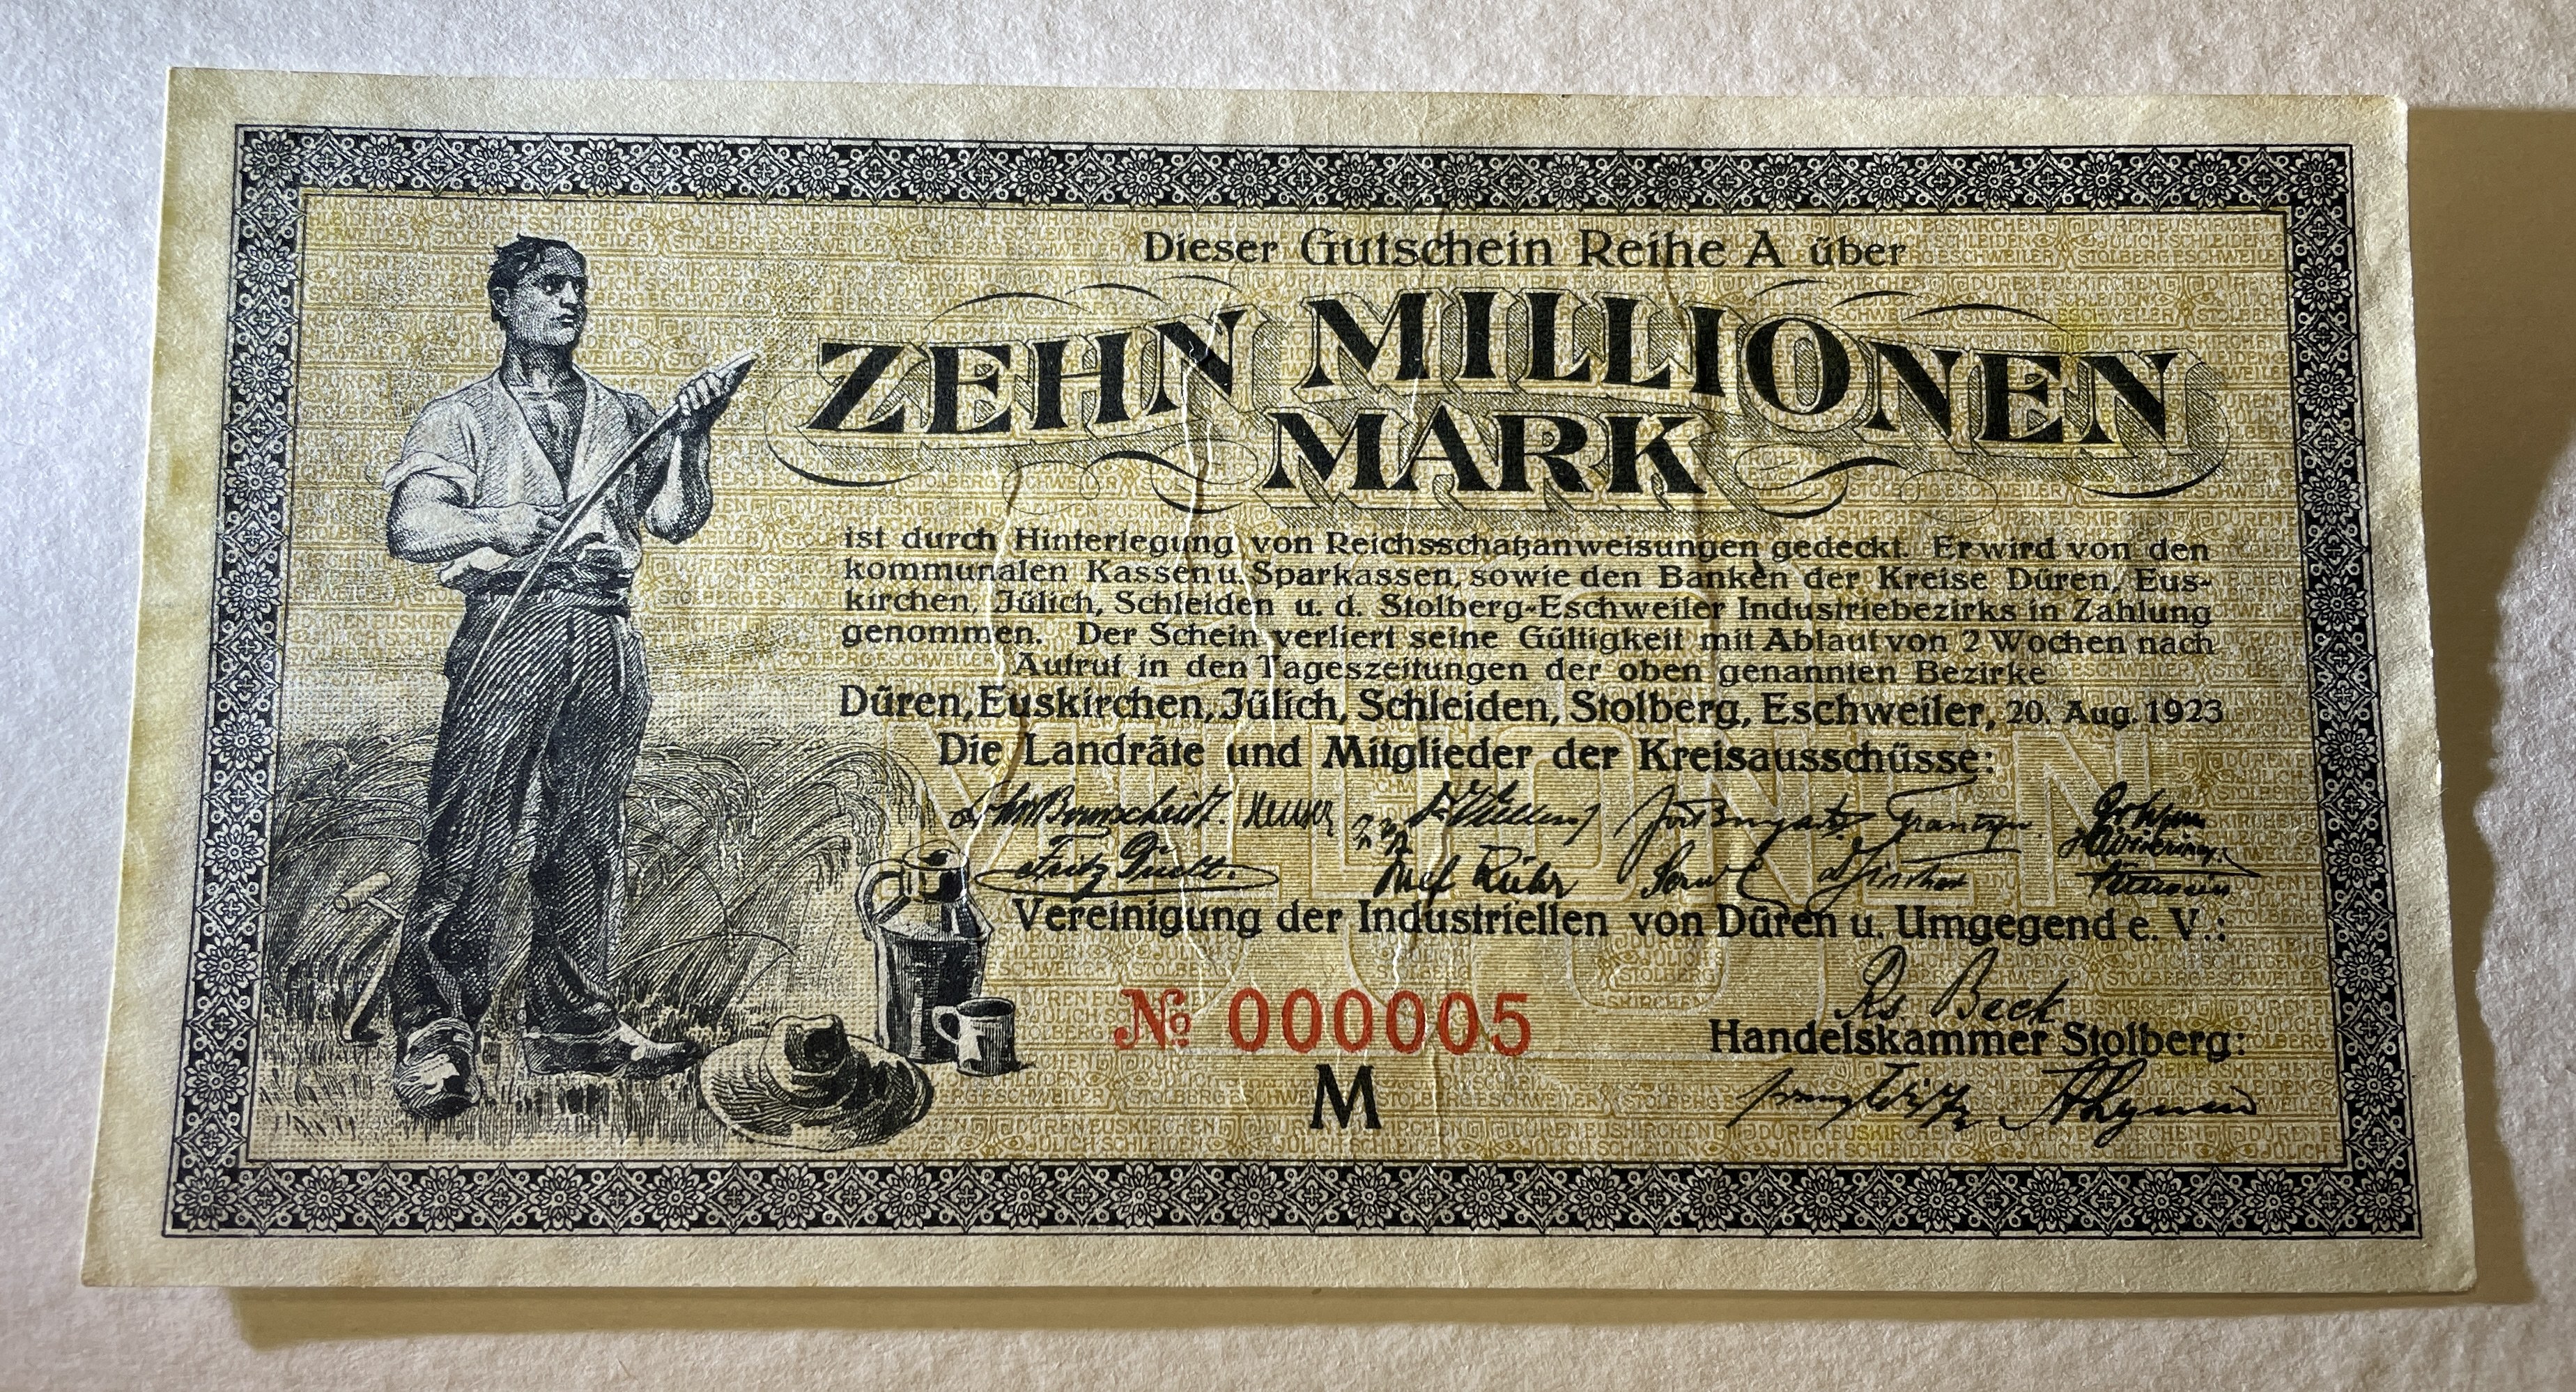 Dieser Gutschein Reihe A über
ZEHN MILLIONEN
MARK
ist durch Hinterlegung von Reichsschatzanweisungen gedeckt. Er wird von den
kommunalen Kassen u. Sparkassen, sowie den Banken der Kreise Düren, Eus-
kirchen, Jülich, Schleiden u. d. Stolberg-Eschweiler Industriebezirks in Zahlung
genommen. Der Schein verliert seine Gültigkeit mit Ablauf von 2 Wochen nach
Aufruf in den Tageszeitungen der oben genannten Bezirke
Düren, Euskirchen, Jülich, Schleiden, Stolberg, Eschweiler, 20. Aug. 1923
Die Landräte und Mitglieder der Kreisausschüsse:
Heuser
Fritz
Vereinigung der Industriellen von Düren u. Umgegend e. V.:
Beck
№ 000005
Handelskammer Stolberg:
M